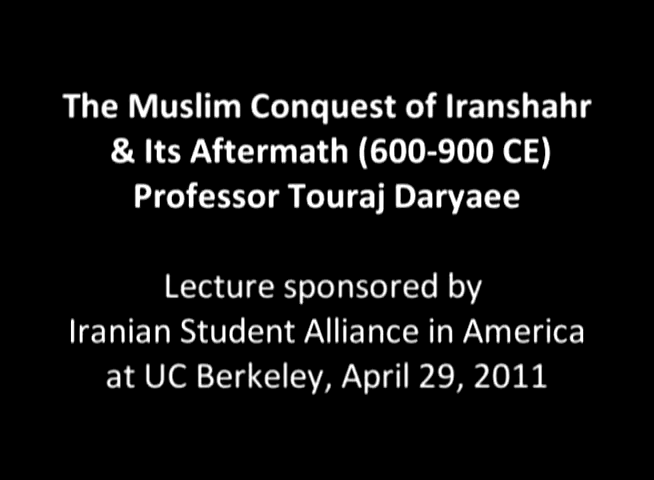 The Muslim Conquest of Iranshahr
& Its Aftermath (600-900 CE)
Professor Touraj Daryaee
Lecture sponsored by
Iranian Student Alliance in America
at UC Berkeley, April 29, 2011